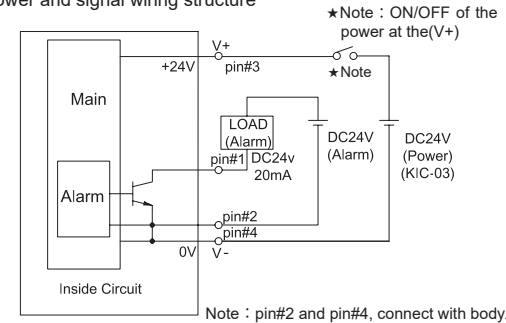 ower and signal wiring structure
★Note：ON/OFF of the
power at the(V+)
V+
+24V
pin#3
★Note
Main
LOAD
(Alarm)
DC24V
(Alarm)
DC24V
(Power)
(KIC-03)
pin#1
DC24v
20mA
Alarm
pin#2
pin#4
0V
V-
Inside Circuit
Note：pin#2 and pin#4, connect with body.